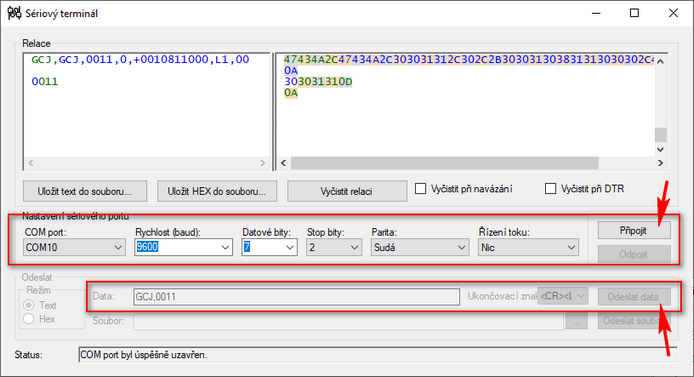 Sériový terminál
Relace
GCJ,GCJ,0011,0,+0010811000,L1,00
0011
47434A2C47434A2C303031312C302C2B303031303831313030302C4
0A
303031310D
0A
Uložit text do souboru...
Uložit HEX do souboru...
Vyčistit relaci
Vyčistit při navázání
Vyčistit při DTR
Nastavení sériového portu
COM port:
Rychlost (baud):
Datové bity:
Stop bity:
Parita:
Řízení toku:
COM10
9600
7
2
Sudá
Nic
Připojit
Odpojit
Odeslat
Režim
Text
Hex
Data:
GCJ,0011
Ukončovací znak
<CR><L
Odeslat data
Soubor:
...
Odeslat soubor
Status:
COM port byl úspěšně uzavřen.